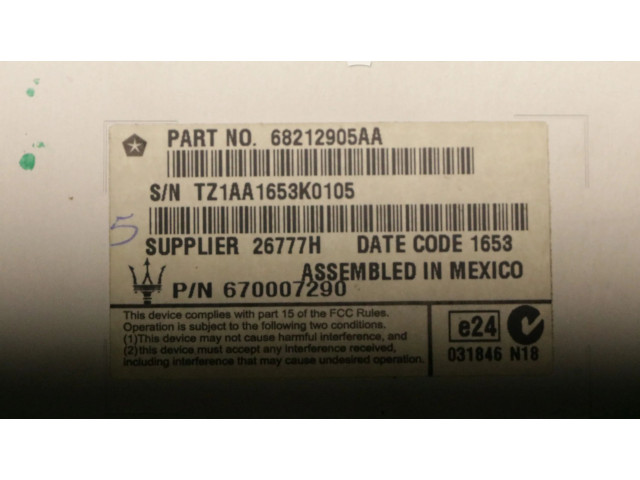 PART NO. 68212905AA
S/N TZ1AA1653K0105
5
SUPPLIER 26777H DATE CODE 1653
ASSEMBLED IN MEXICO
P/N 670007290
This device complies with part 15 of the FCC Rules.
Operation is subject to the following two conditions.
(1)This device may not cause harmful interference, and
(2)this device must accept any interference received,
including interference that may cause undesired operation.
e24
031846 N18